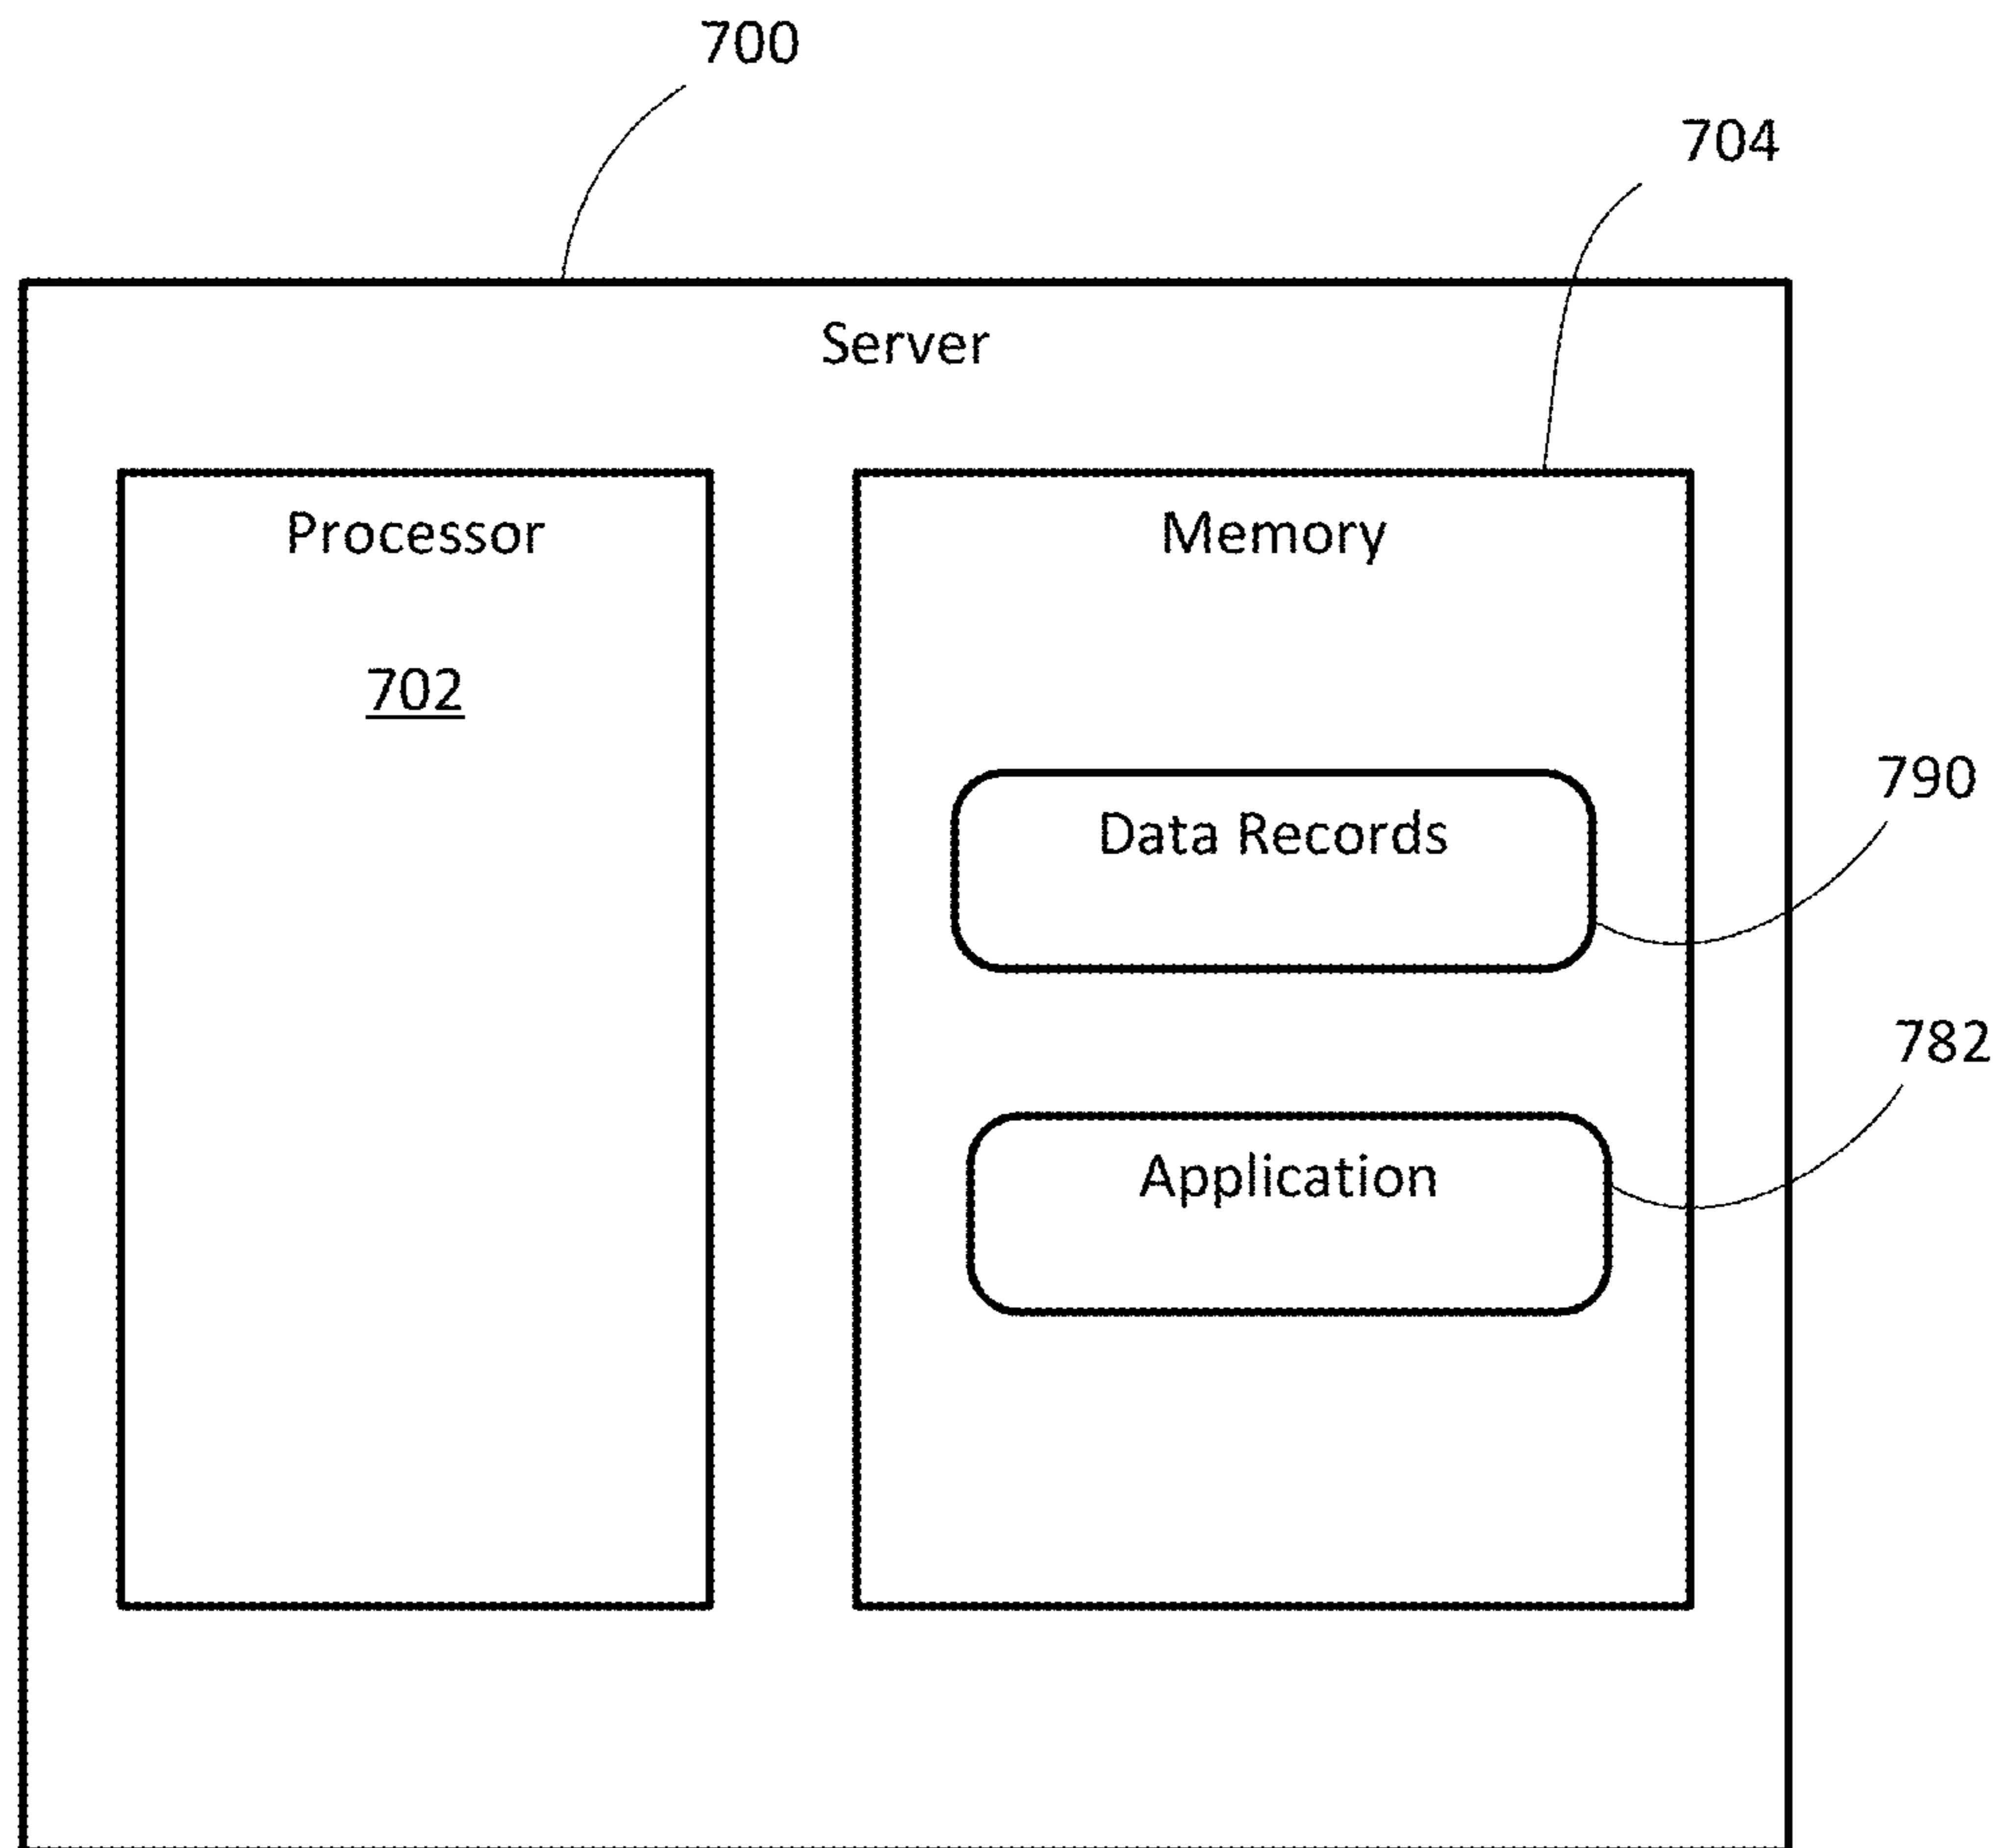 700
704
Server
Processor
Memory
702
790
Data Records
782
Application